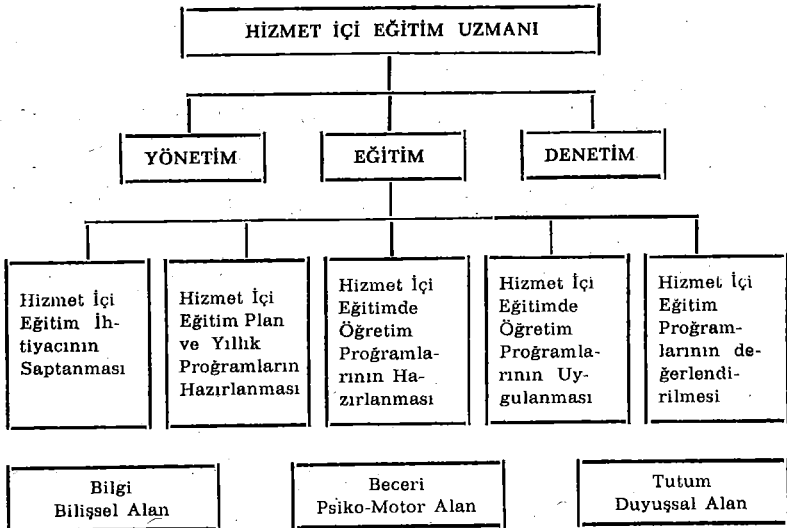 HİZMET İÇİ EĞİTİM UZMANI
YÖNETİM
EĞİTİM
DENETİM
Hizmet İçi
Eğitim İh-
tiyacının
Saptanması
Hizmet İçi
Eğitim Plan
ve Yıllık
Programların
Hazırlanması
Hizmet İçi
Eğitimde
Öğretim
Programla-
rının Ha-
zırlanması
Hizmet İçi
Eğitimde
Öğretim
Programla-
rının Uy-
gulanması
Hizmet İçi
Eğitim
Program-
larının de-
ğerlendi-
rilmesi
Bilgi
Bilişsel Alan
Beceri
Psiko-Motor Alan
Tutum
Duyuşsal Alan